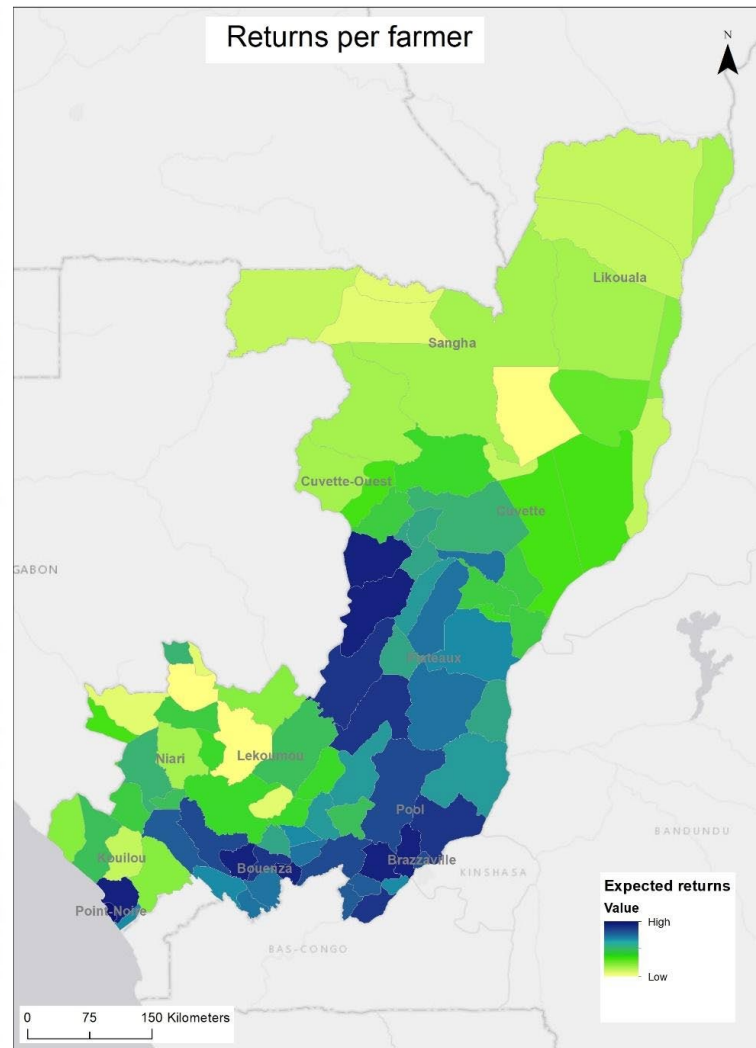 Returns per farmer
N
Likouala
Sangha
Cuvette-Ouest
Cuvette
GABON
Plateaux
Niari
Lekoumou
Pool
BANDUNDU
Kouilou
Bouenza
Brazzaville
KINSHASA
Point-Noire
BAS-CONGO
Expected returns
Value
High
Low
0 75 150 Kilometers